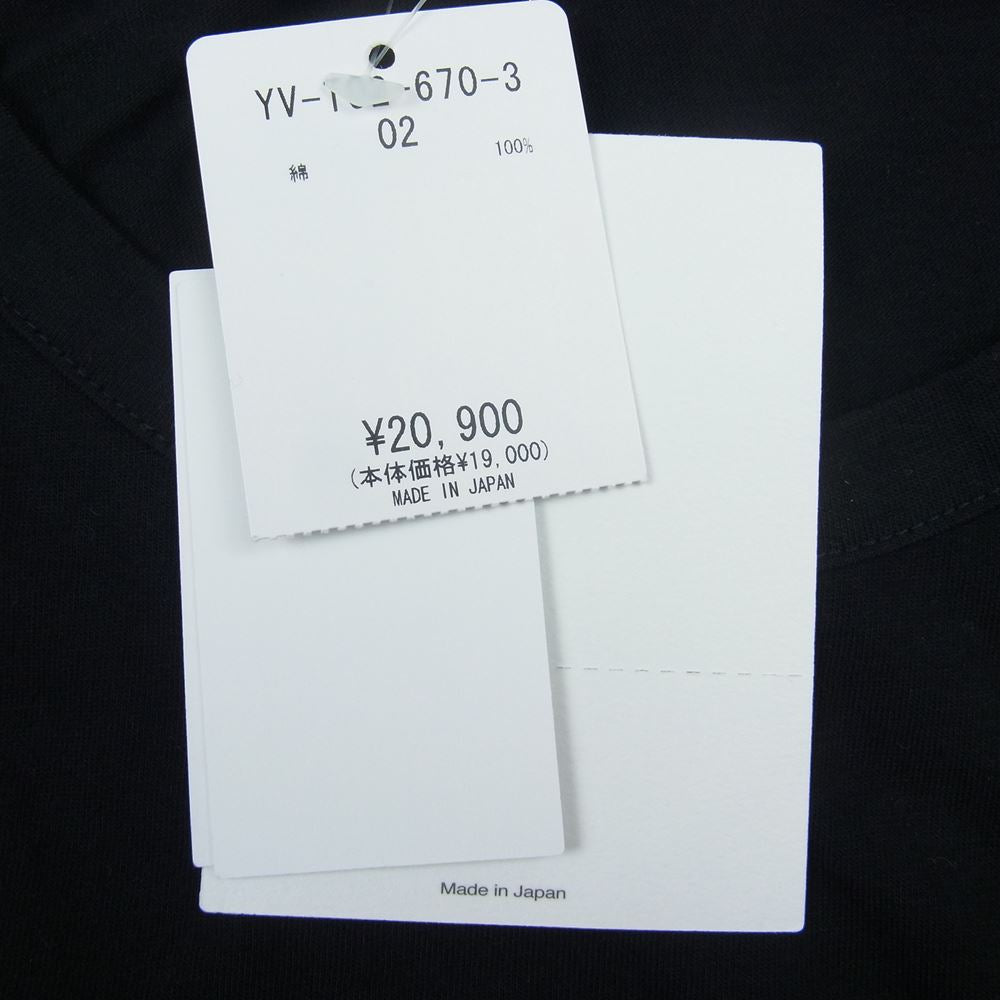 -670-3
02
綿 100%
¥20,900
(本体価格¥19,000)
MADE IN JAPAN
Made in Japan